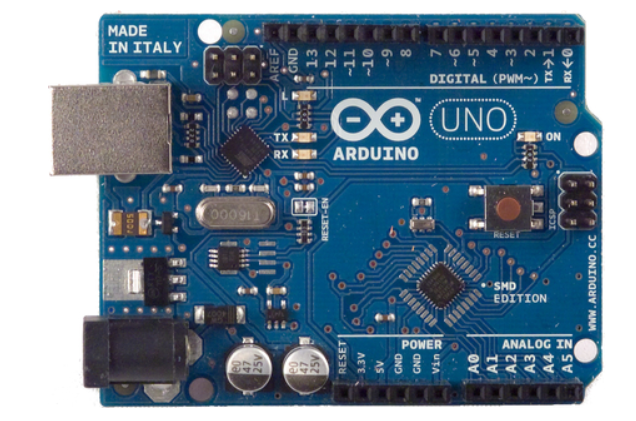 MADE
IN ITALY
AREF
GND
13
12
~11
~10
~9
8
7
~6
~5
4
~3
2
TX→1
RX←0
DIGITAL (PWM~)
L
TX
RX
ARDUINO
UNO
ON
T16000
RESET-EN
RESET
ICSP
SMD
EDITION
WWW.ARDUINO.CC
47
25V
47
25V
POWER
ANALOG IN
RESET
3.3V
5V
GND
GND
Vin
A0
A1
A2
A3
A4
A5